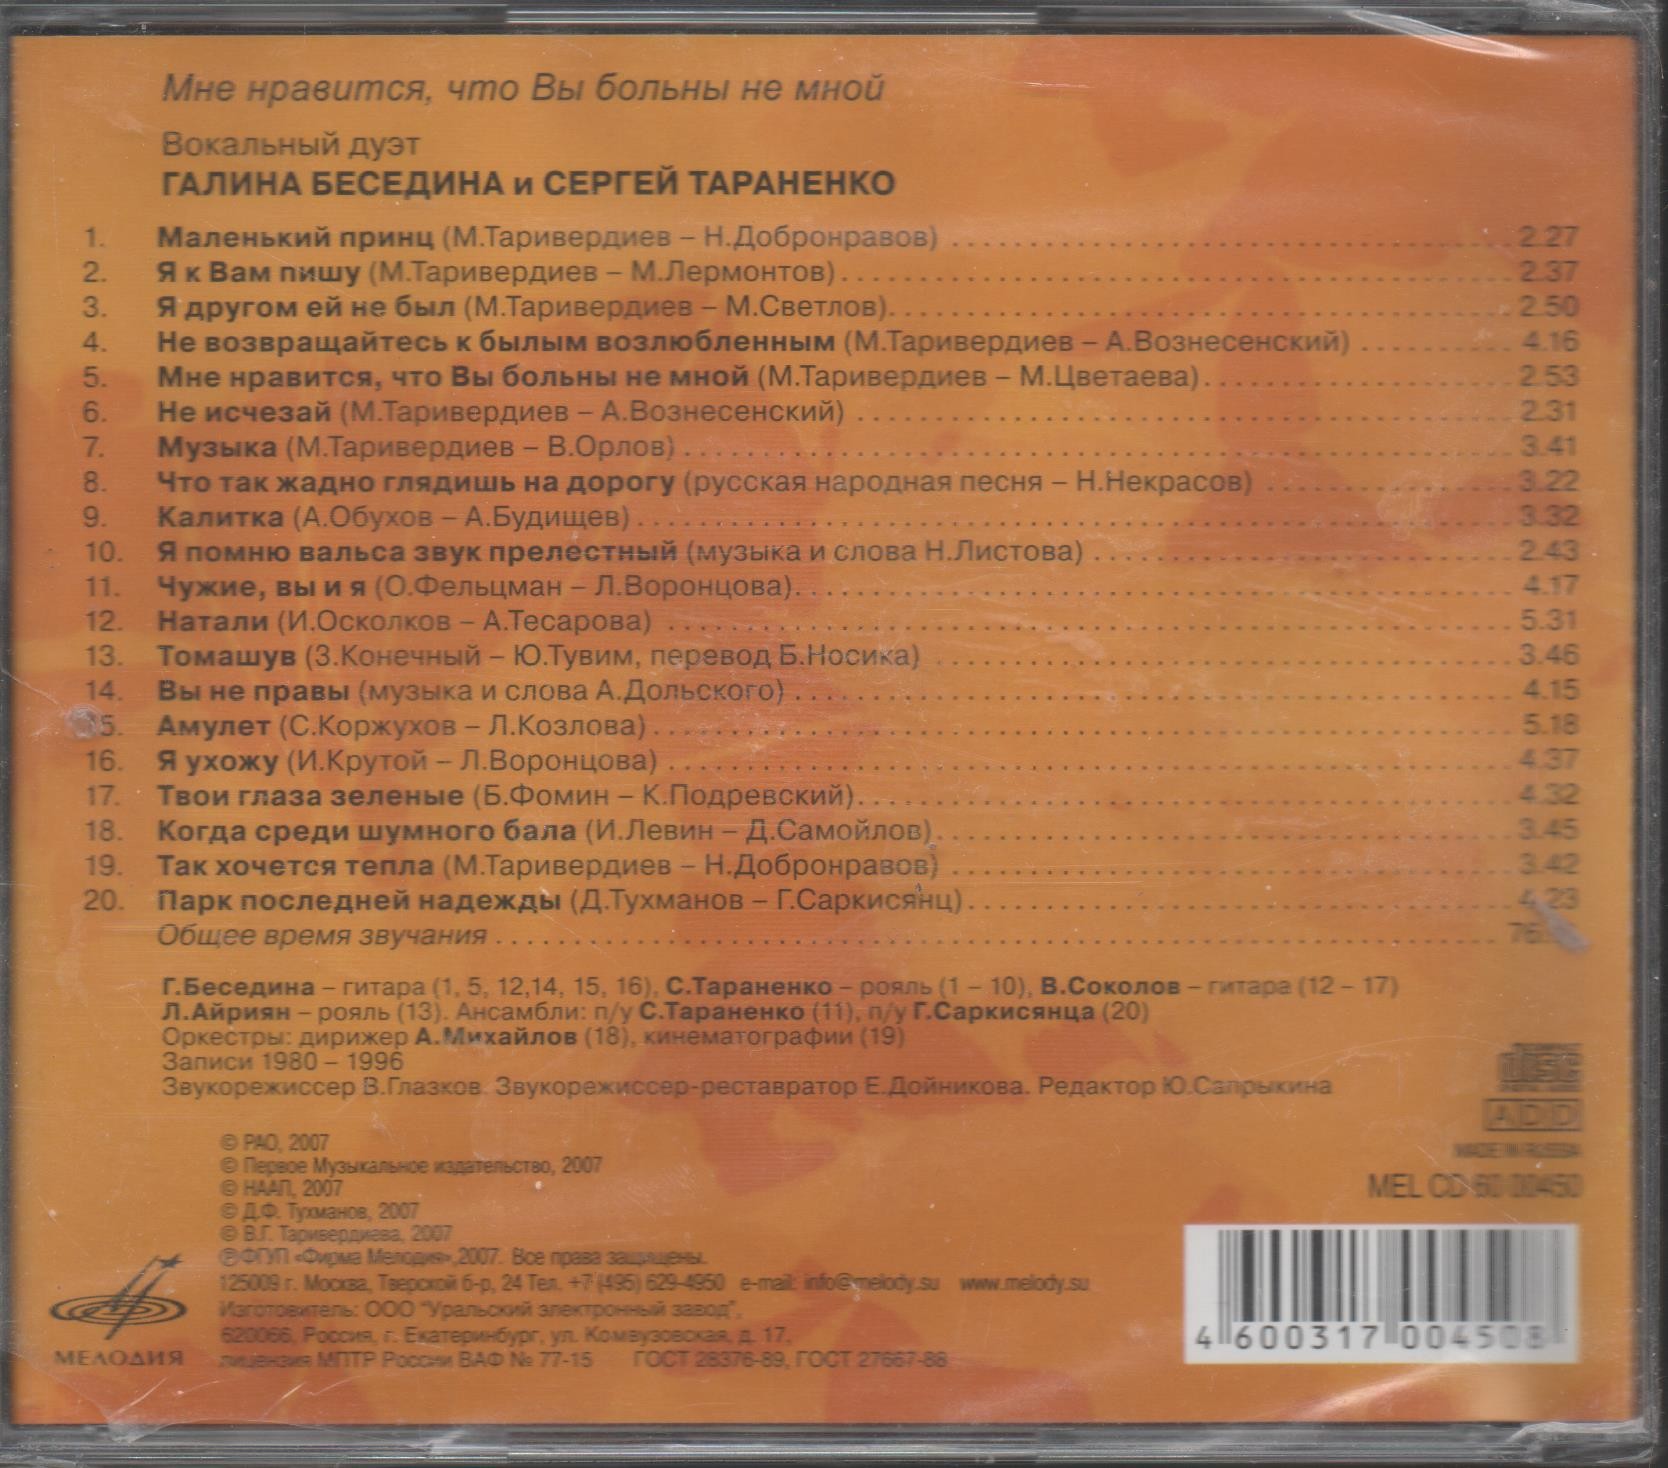 Мне нравится, что Вы больны не мной
Вокальный дуэт
ГАЛИНА БЕСЕДИНА и СЕРГЕЙ ТАРАНЕНКО
1. Маленький принц (М.Таривердиев – Н.Добронравов) 2.27
2. Я к Вам пишу (М.Таривердиев – М.Лермонтов) 2.37
3. Я другом ей не был (М.Таривердиев – М.Светлов) 2.50
4. Не возвращайтесь к былым возлюбленным (М.Таривердиев – А.Вознесенский) 4.16
5. Мне нравится, что Вы больны не мной (М.Таривердиев – М.Цветаева) 2.53
6. Не исчезай (М.Таривердиев – А.Вознесенский) 2.31
7. Музыка (М.Таривердиев – В.Орлов) 3.41
8. Что так жадно глядишь на дорогу (русская народная песня – Н.Некрасов) 3.22
9. Калитка (А.Обухов – А.Будищев) 3.32
10. Я помню вальса звук прелестный (музыка и слова Н.Листова) 2.43
11. Чужие, вы и я (О.Фельцман – Л.Воронцова) 4.17
12. Натали (И.Осколков – А.Тесарова) 5.31
13. Томашув (З.Конечный – Ю.Тувим, перевод Б.Носика) 3.46
14. Вы не правы (музыка и слова А.Дольского) 4.15
15. Амулет (С.Коржухов – Л.Козлова) 5.18
16. Я ухожу (И.Крутой – Л.Воронцова) 4.37
17. Твои глаза зеленые (Б.Фомин – К.Подревский) 4.32
18. Когда среди шумного бала (И.Левин – Д.Самойлов) 3.45
19. Так хочется тепла (М.Таривердиев – Н.Добронравов) 3.42
20. Парк последней надежды (Д.Тухманов – Г.Саркисянц) 4.23
Общее время звучания
Г.Беседина – гитара (1, 5, 12,14, 15, 16), С.Тараненко – рояль (1 – 10), В.Соколов – гитара (12 – 17)
Л.Айриян – рояль (13). Ансамбли: п/у С.Тараненко (11), п/у Г.Саркисянца (20)
Оркестры: дирижер А.Михайлов (18), кинематографии (19)
Записи 1980 – 1996
Звукорежиссер В.Глазков. Звукорежиссер-реставратор Е.Дойникова. Редактор Ю.Сапрыкина
disc
ADD
MADE IN RUSSIA
MEL CD 60 00450
© РАО, 2007
© Первое Музыкальное издательство, 2007
© НААП, 2007
© Д.Ф. Тухманов, 2007
© В.Г. Таривердиева, 2007
℗ ФГУП «Фирма Мелодия»,2007. Все права защищены.
125009 г. Москва, Тверской б-р, 24 Тел. +7 (495) 629-4950 e-mail: info@melody.su www.melody.su
Изготовитель: ООО "Уральский электронный завод",
620066, Россия, г. Екатеринбург, ул. Комвузовская, д. 17,
лицензия МПТР России ВАФ № 77-15 ГОСТ 28376-89, ГОСТ 27667-88
МЕЛОДИЯ
4 600317 004508